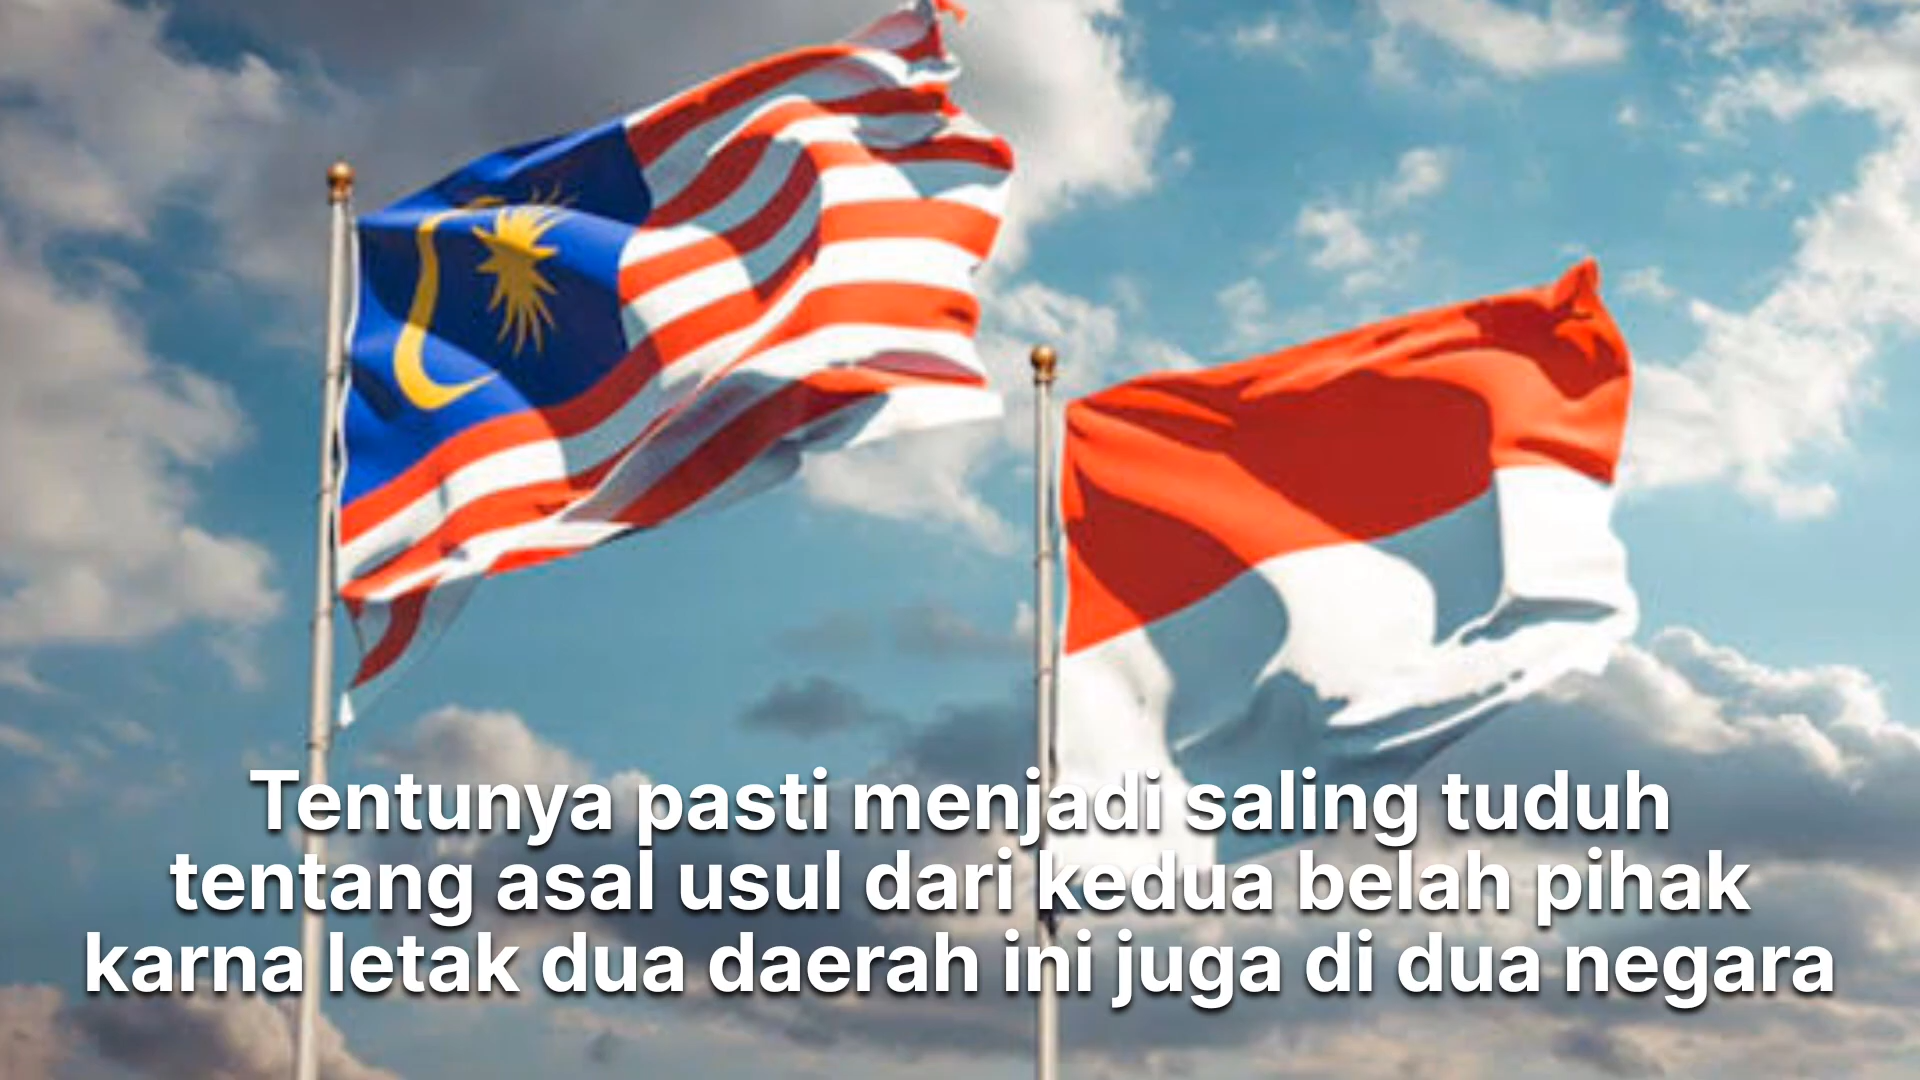 Tentunya pasti menjadi saling tuduh
tentang asal usul dari kedua belah pihak
karna letak dua daerah ini juga di dua negara